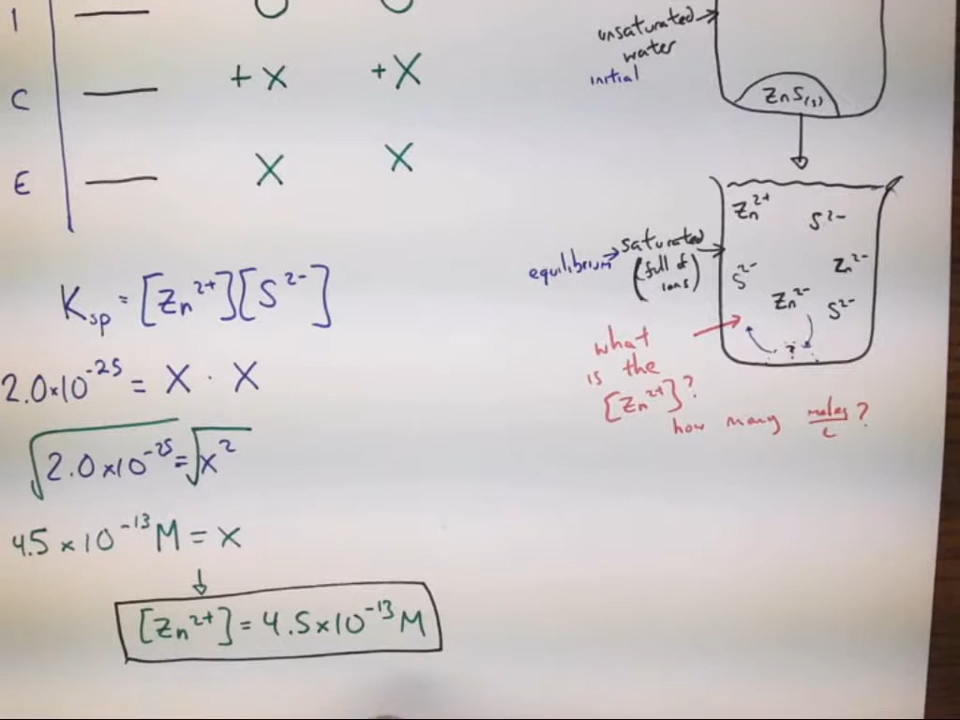 I — O O
C — +x +X
E — X X
Ksp = [Zn²⁺][S²⁻]
2.0×10⁻²⁵ = X · X
√2.0×10⁻²⁵ = √x²
4.5×10⁻¹³ M = X
↓
[Zn²⁺] = 4.5×10⁻¹³ M
unsaturated →
water
initial
ZnS(s)
equilibrium → saturated →
(full of
ions)
Zn²⁺
S²⁻
S²⁻
Zn²⁻
Zn²⁻
S²⁻
?
what
is the
[Zn²⁺]?
how many moles/L?